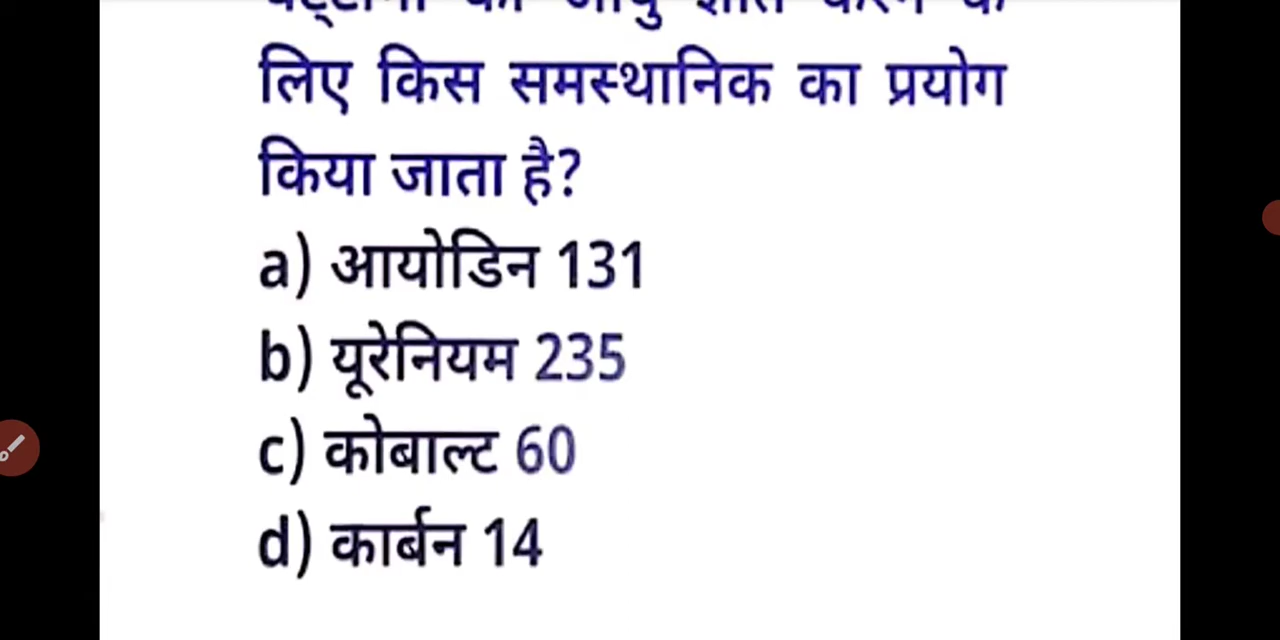 लिए किस समस्थानिक का प्रयोग
किया जाता है?
a) आयोडिन 131
b) यूरेनियम 235
c) कोबाल्ट 60
d) कार्बन 14